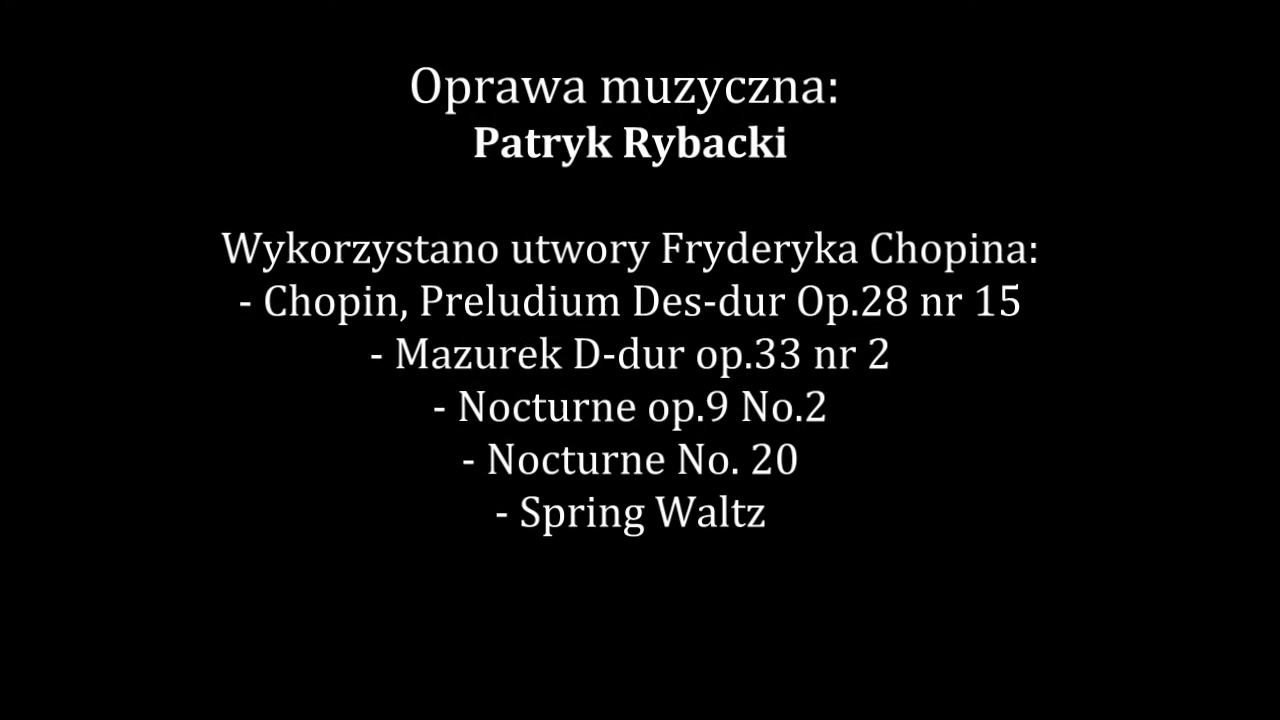 Oprawa muzyczna:
Patryk Rybacki
Wykorzystano utwory Fryderyka Chopina:
- Chopin, Preludium Des-dur Op.28 nr 15
- Mazurek D-dur op.33 nr 2
- Nocturne op.9 No.2
- Nocturne No. 20
- Spring Waltz